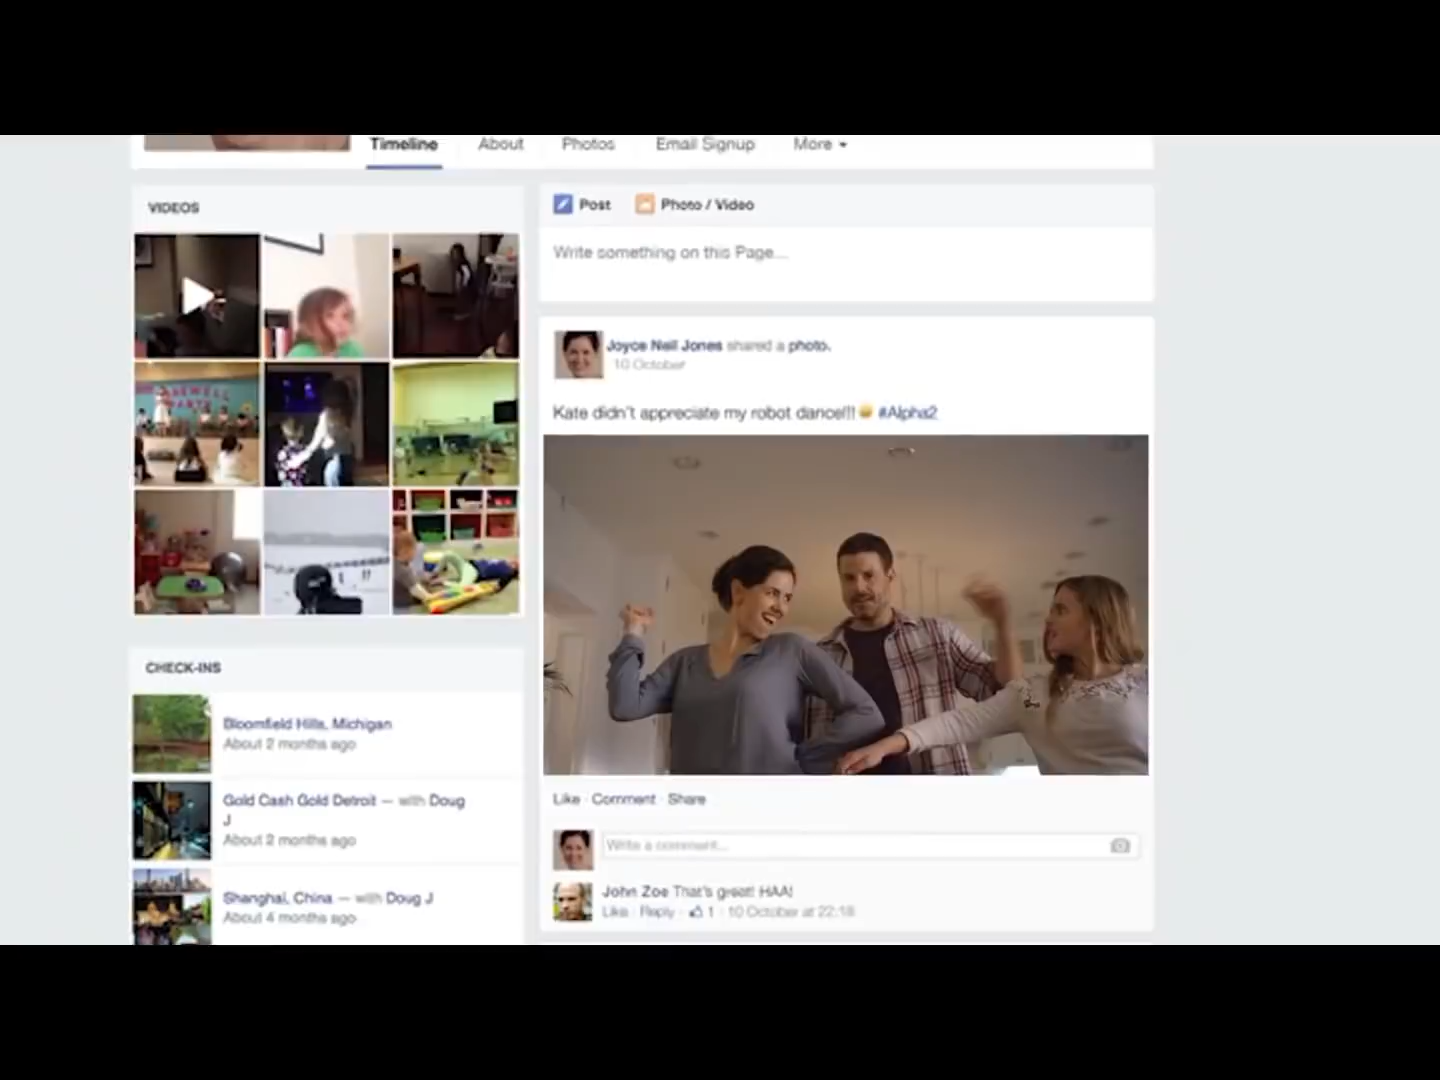 Timeline About Photos Email Signup More
VIDEOS
Post Photo / Video
Write something on this Page...
Joyce Neil Jones shared a photo.
10 October
Kate didn't appreciate my robot dance!!! #Alpha2
FAREWELL
PARTY
Like · Comment · Share
Write a comment...
John Zoe That's great! HAA!
Like · Reply · 1 · 10 October at 22:18
CHECK-INS
Bloomfield Hills, Michigan
About 2 months ago
Gold Cash Gold Detroit — with Doug
J
About 2 months ago
Shanghai, China — with Doug J
About 4 months ago